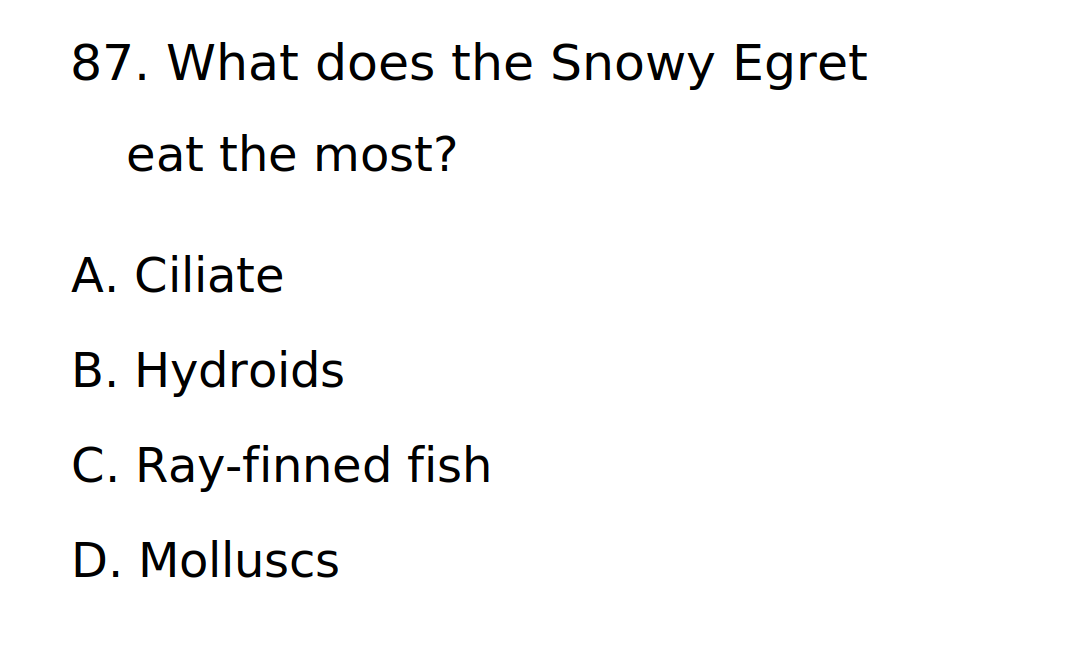 87. What does the Snowy Egret
eat the most?
A. Ciliate
B. Hydroids
C. Ray-finned fish
D. Molluscs